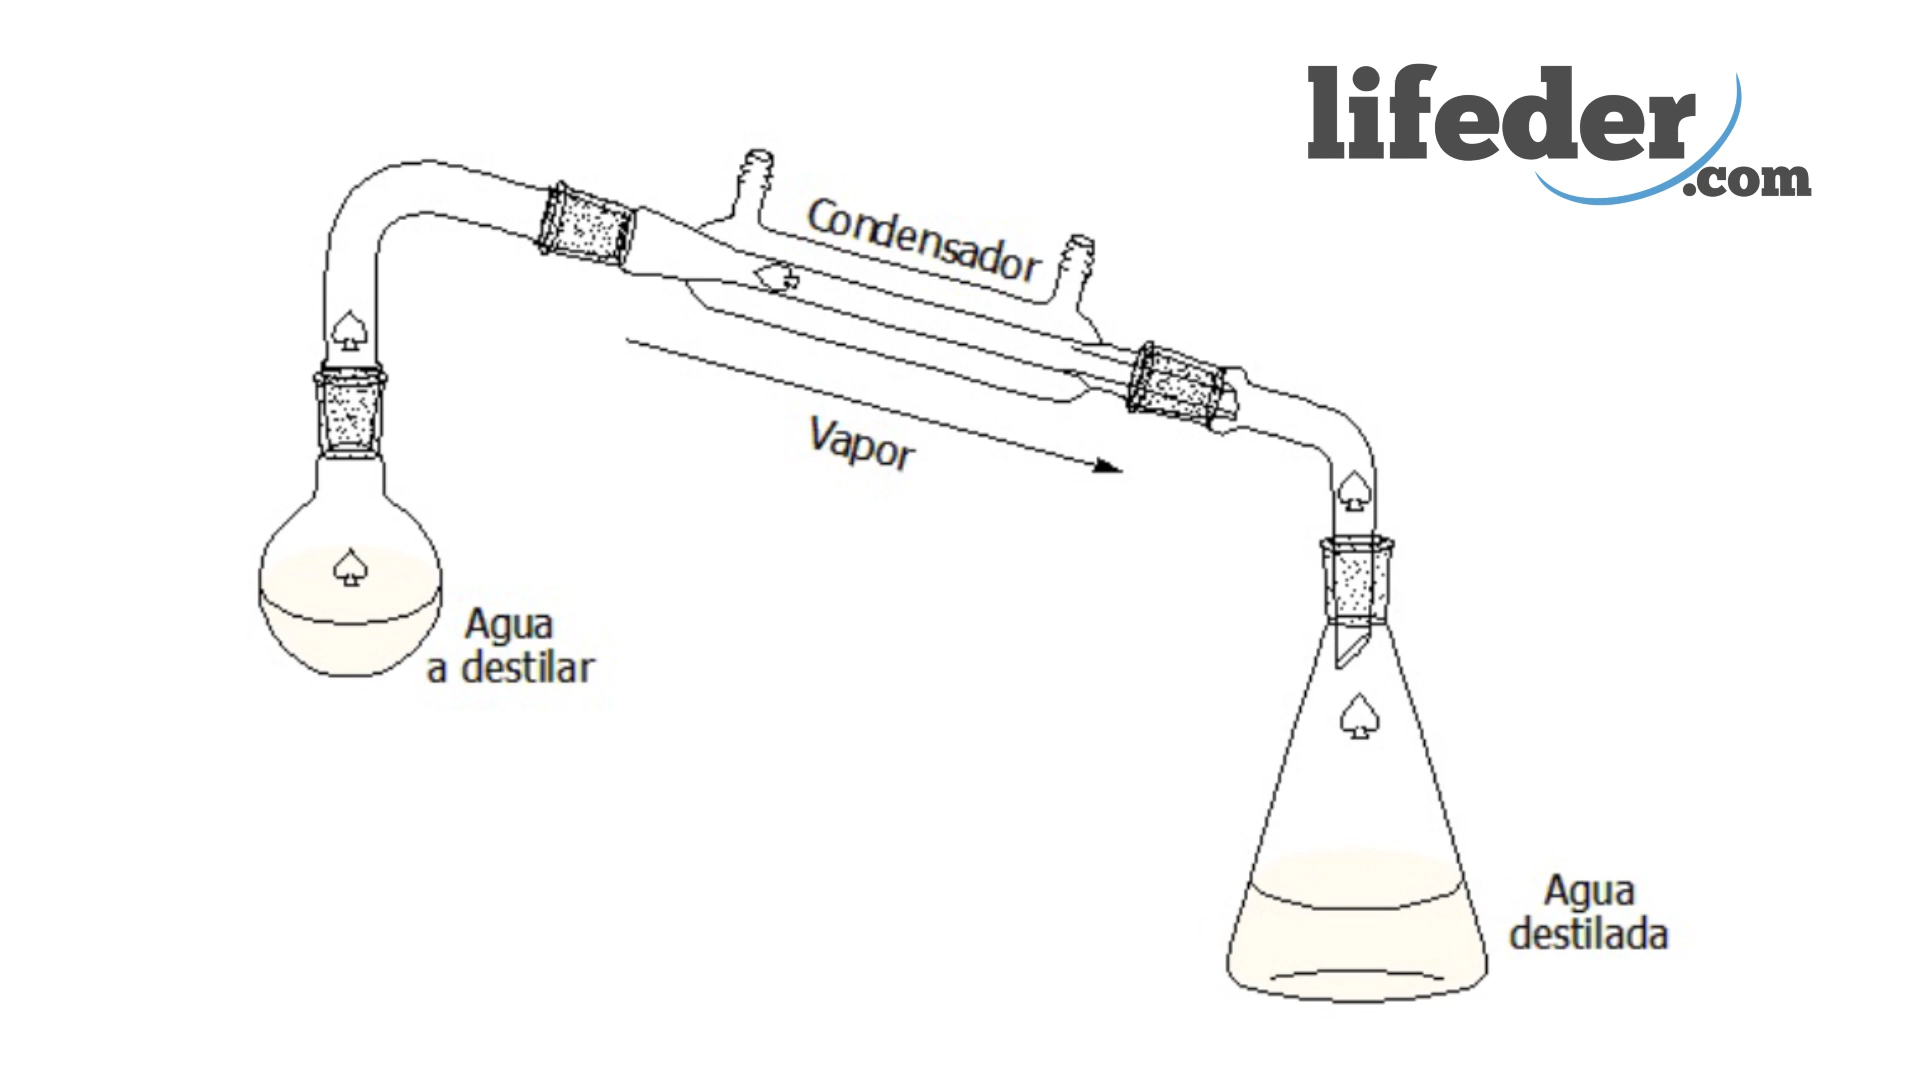 lifeder
.com
Condensador
Vapor
Agua
a destilar
Agua
destilada